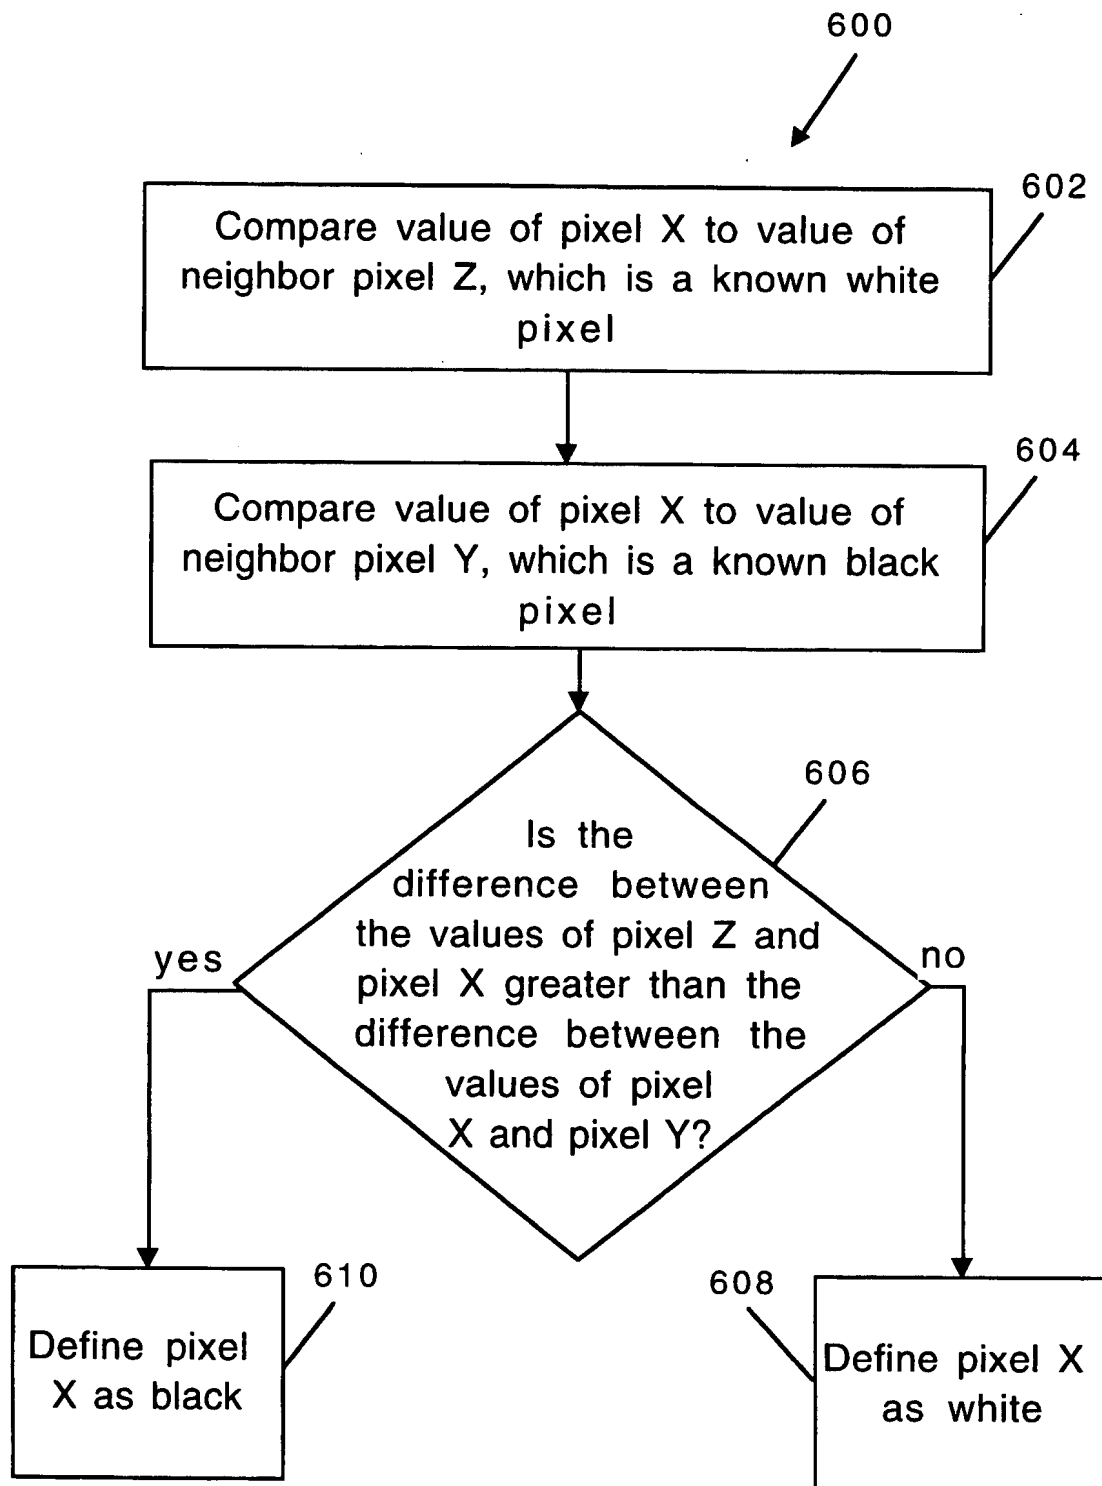 600
602
Compare value of pixel X to value of
neighbor pixel Z, which is a known white
pixel
604
Compare value of pixel X to value of
neighbor pixel Y, which is a known black
pixel
606
Is the
difference between
the values of pixel Z and
pixel X greater than the
difference between the
values of pixel
X and pixel Y?
yes
no
610
608
Define pixel
X as black
Define pixel X
as white